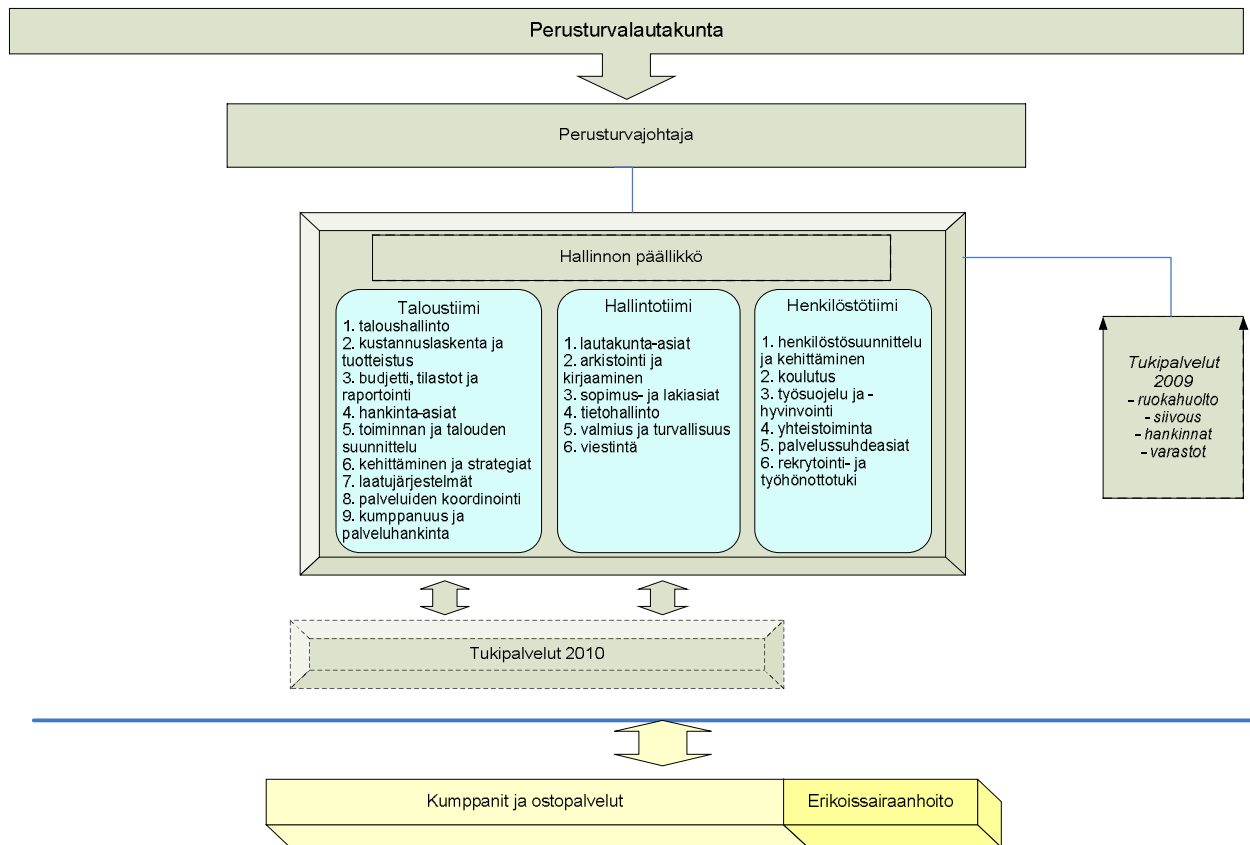 Perusturvalautakunta
Perusturvajohtaja
Hallinnon päällikkö
Taloustiimi
1. taloushallinto
2. kustannuslaskenta ja
tuotteistus
3. budjetti, tilastot ja
raportointi
4. hankinta-asiat
5. toiminnan ja talouden
suunnittelu
6. kehittäminen ja strategiat
7. laatujärjestelmät
8. palveluiden koordinointi
9. kumppanuus ja
palveluhankinta
Hallintotiimi
1. lautakunta-asiat
2. arkistointi ja
kirjaaminen
3. sopimus- ja lakiasiat
4. tietohallinto
5. valmius ja turvallisuus
6. viestintä
Henkilöstötiimi
1. henkilöstösuunnittelu
ja kehittäminen
2. koulutus
3. työsuojelu ja -
hyvinvointi
4. yhteistoiminta
5. palvelussuhdeasiat
6. rekrytointi- ja
työhönottotuki
Tukipalvelut
2009
- ruokahuolto
- siivous
- hankinnat
- varastot
Tukipalvelut 2010
Kumppanit ja ostopalvelut
Erikoissairaanhoito